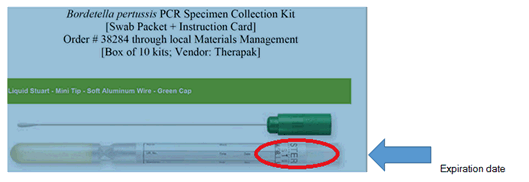 Bordetella pertussis PCR Specimen Collection Kit
[Swab Packet + Instruction Card]
Order # 38284 through local Materials Management
[Box of 10 kits; Vendor: Therapak]
Liquid Stuart - Mini Tip - Soft Aluminum Wire - Green Cap
Expiration date